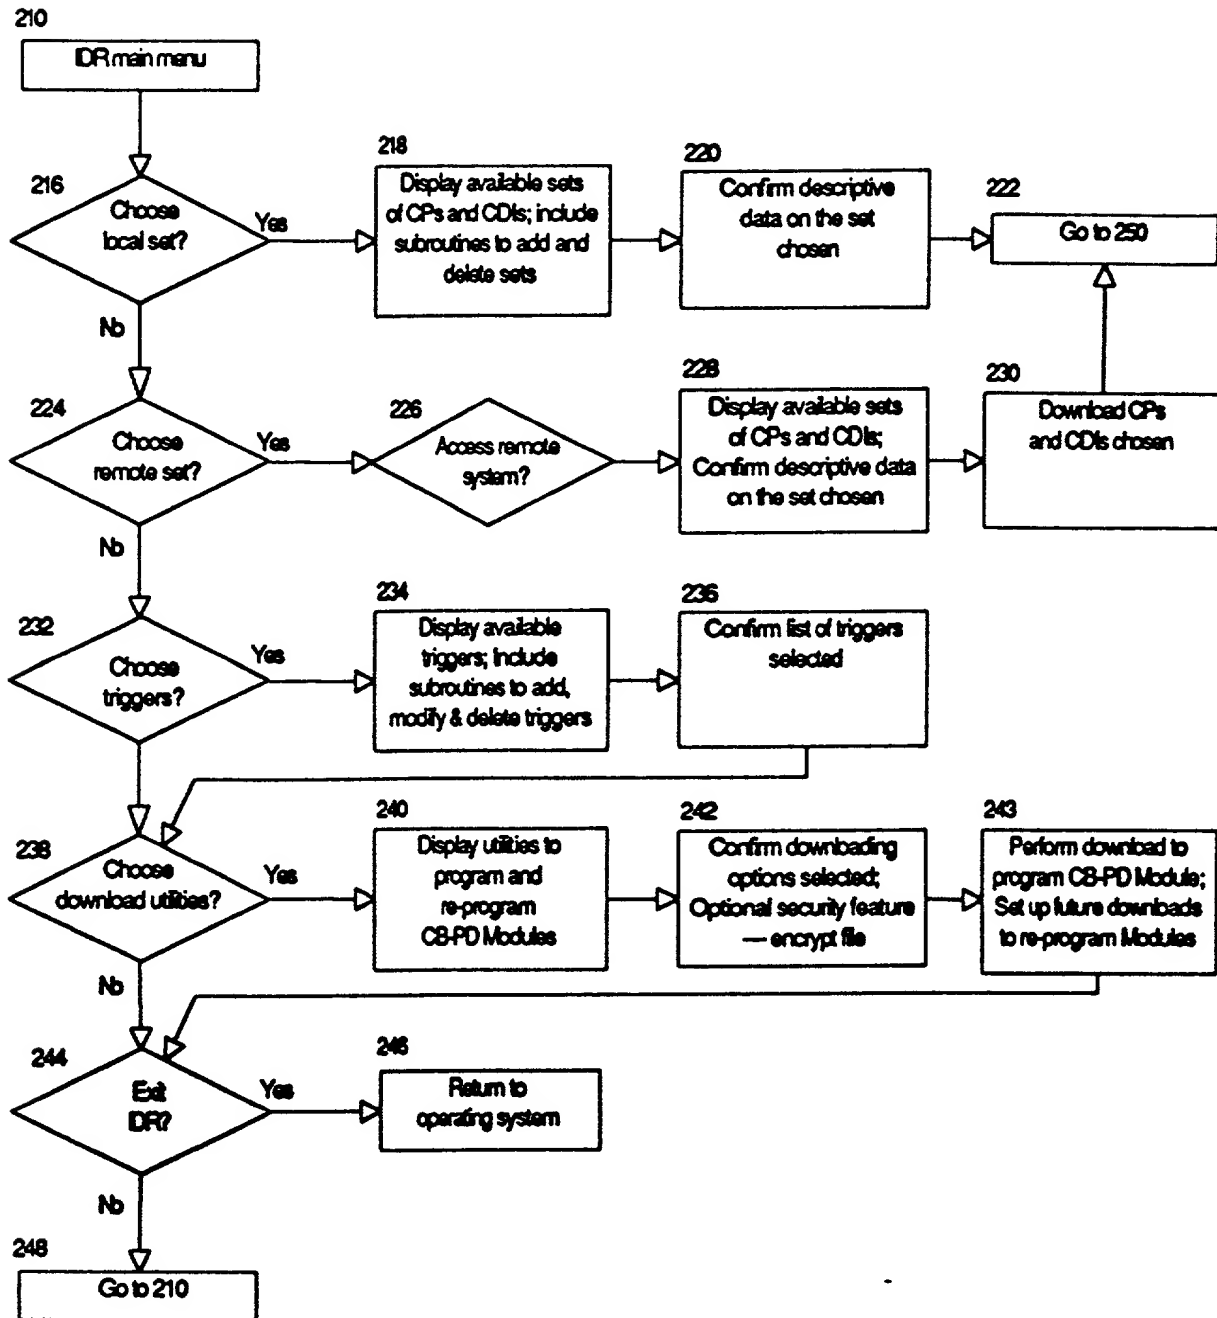 210
IDR main menu
216
Choose
local set?
Yes
No
218
Display available sets
of CPs and CDIs; include
subroutines to add and
delete sets
220
Confirm descriptive
data on the set
chosen
222
Go to 250
224
Choose
remote set?
Yes
No
226
Access remote
system?
228
Display available sets
of CPs and CDIs;
Confirm descriptive data
on the set chosen
230
Download CPs
and CDIs chosen
232
Choose
triggers?
Yes
234
Display available
triggers; Include
subroutines to add,
modify & delete triggers
236
Confirm list of triggers
selected
238
Choose
download utilities?
Yes
No
240
Display utilities to
program and
re-program
CB-PD Modules
242
Confirm downloading
options selected;
Optional security feature
— encrypt file
243
Perform download to
program CB-PD Module;
Set up future downloads
to re-program Modules
244
Exit
IDR?
Yes
No
246
Return to
operating system
248
Go to 210